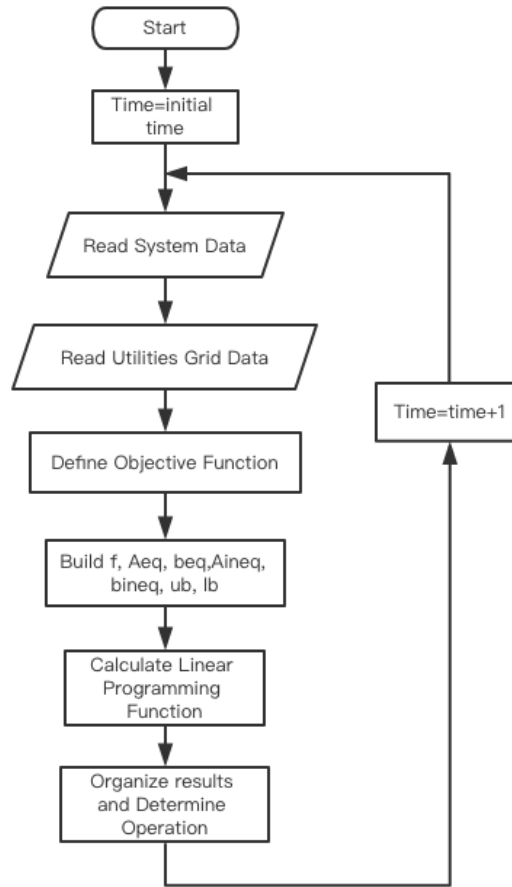 Start
Time=initial
time
Read System Data
Read Utilities Grid Data
Time=time+1
Define Objective Function
Build f, Aeq, beq,Aineq,
bineq, ub, lb
Calculate Linear
Programming
Function
Organize results
and Determine
Operation